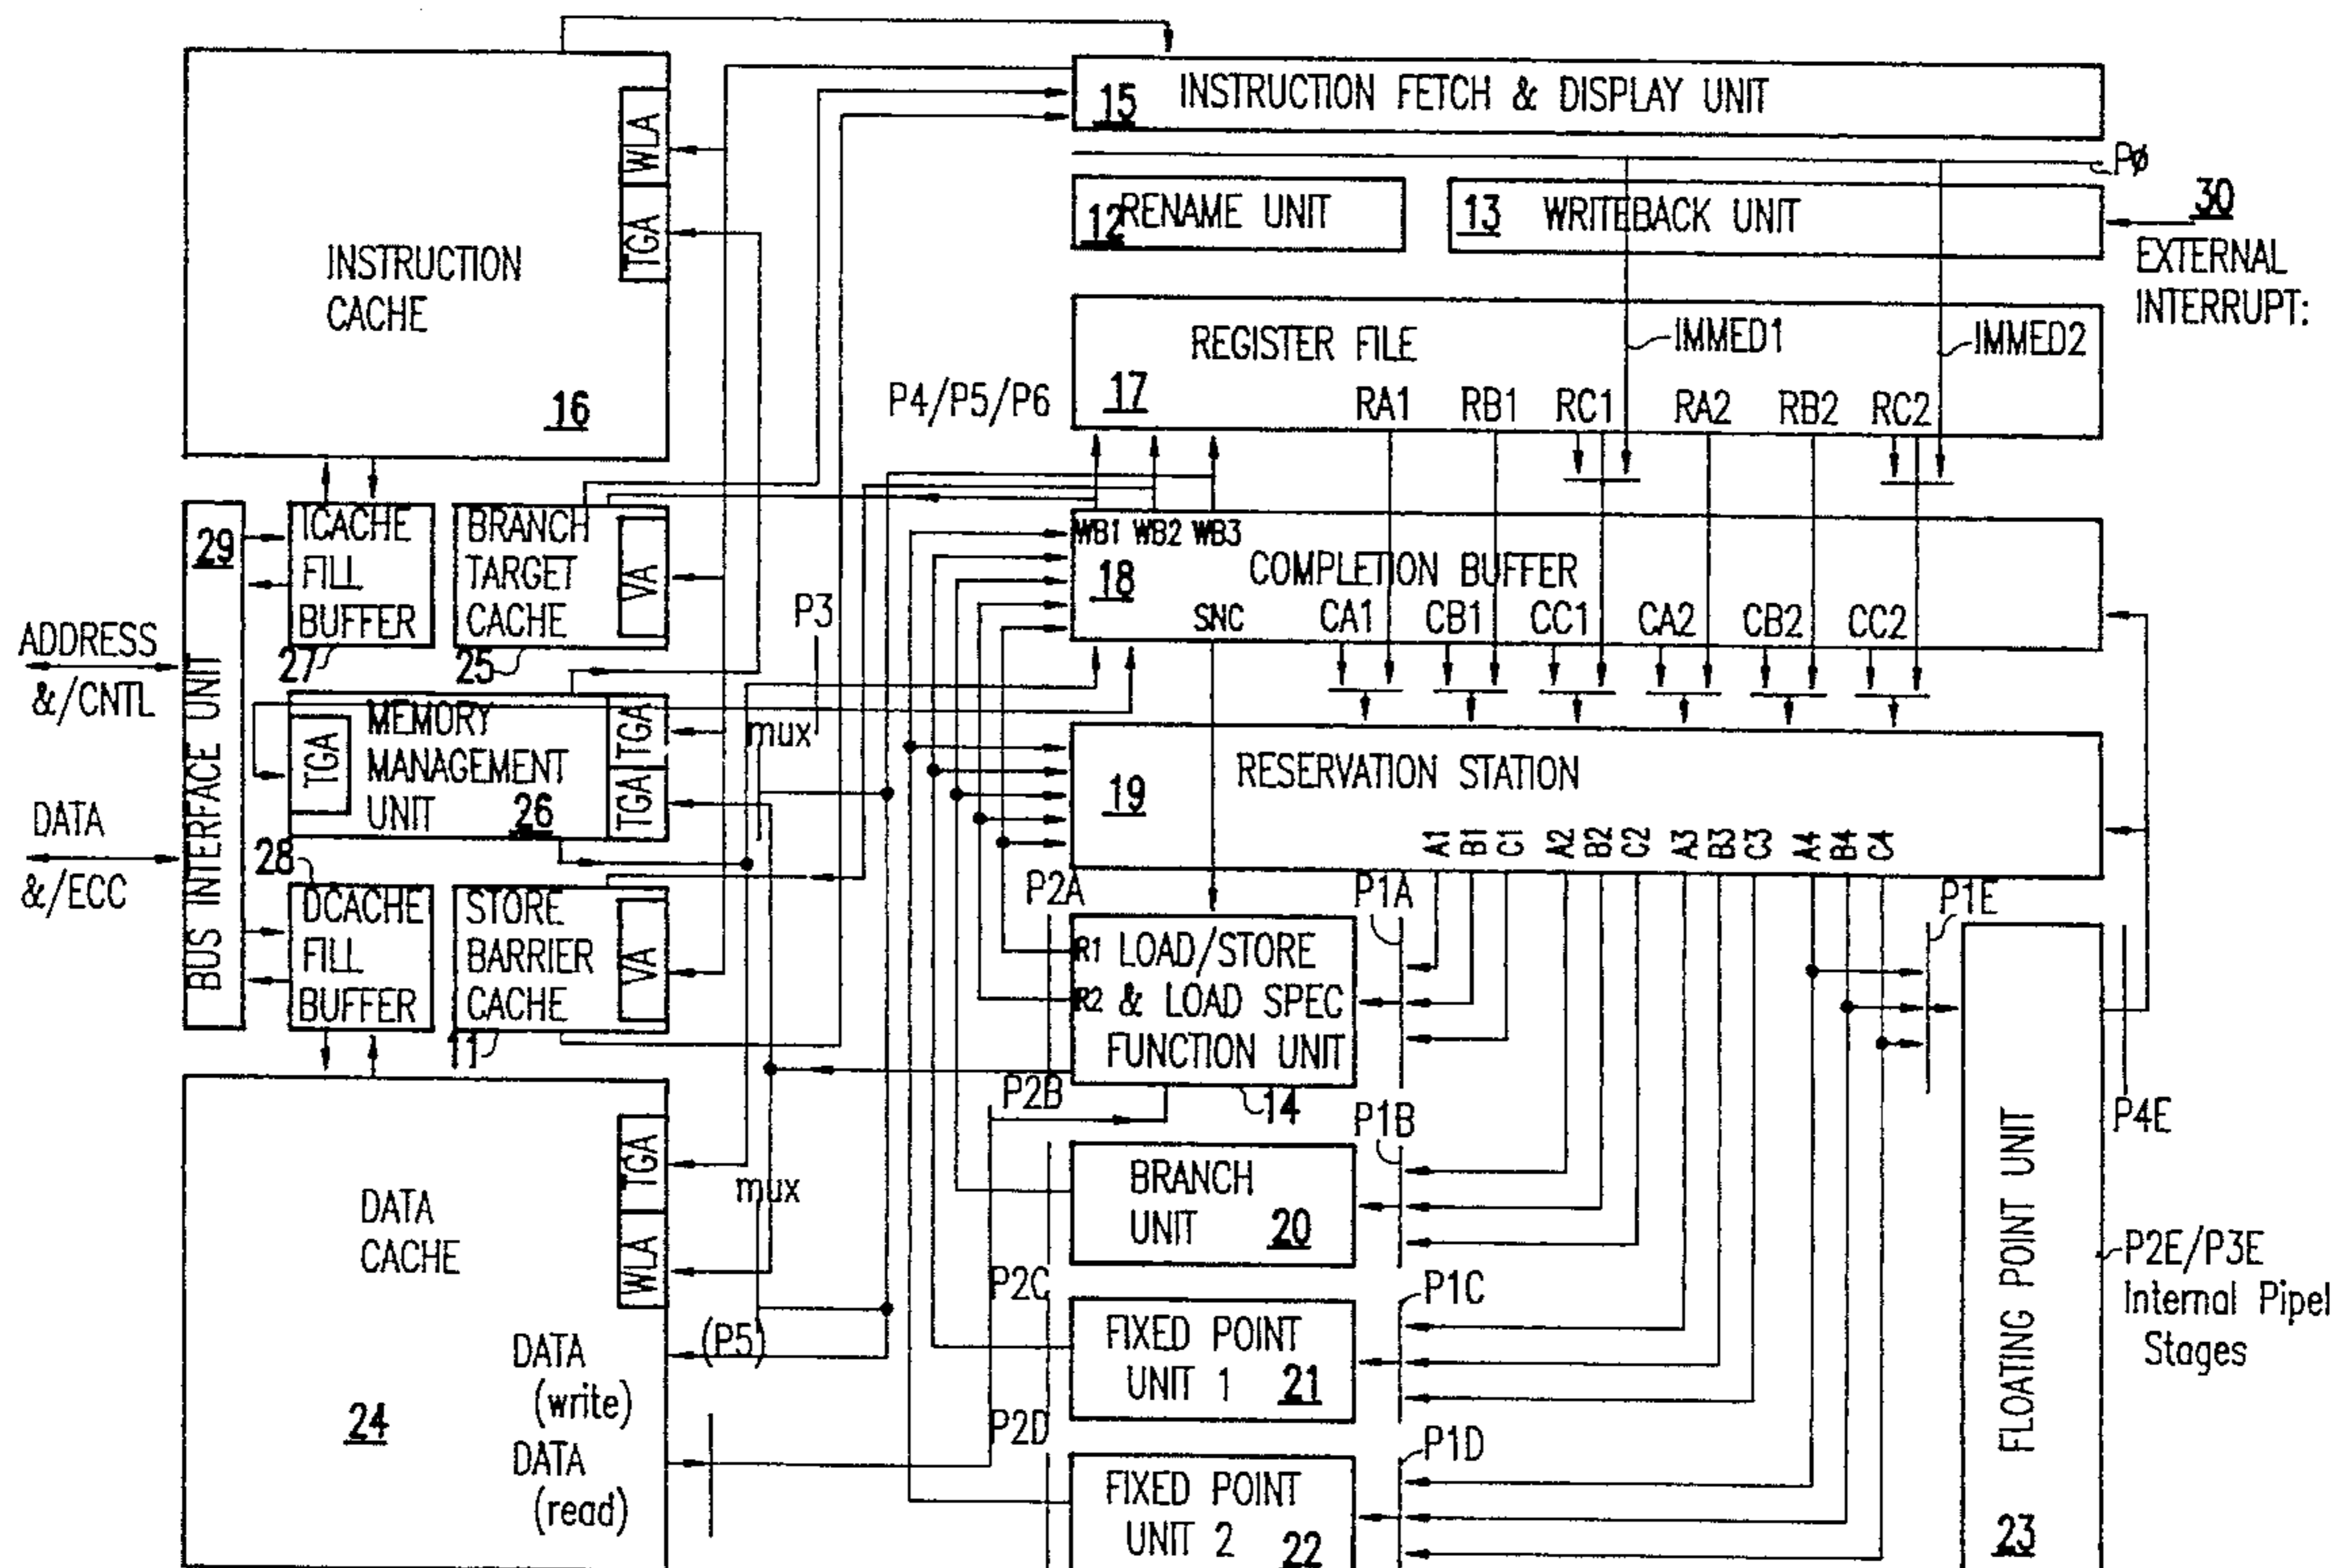 15 INSTRUCTION FETCH & DISPLAY UNIT
WLA
TGA
INSTRUCTION
CACHE
16
PØ
12 RENAME UNIT
13 WRITEBACK UNIT
30
EXTERNAL
INTERRUPT:
REGISTER FILE
17
IMMED1
IMMED2
P4/P5/P6
RA1 RB1 RC1 RA2 RB2 RC2
29
BUS INTERFACE UNIT
ICACHE
FILL
BUFFER
27
BRANCH
TARGET
CACHE
VA
25
WB1 WB2 WB3
18 COMPLETION BUFFER
SNC CA1 CB1 CC1 CA2 CB2 CC2
P3
ADDRESS
&/CNTL
MEMORY
MANAGEMENT
UNIT
26
TGA
TGA
TGA
mux
RESERVATION STATION
19
A1 B1 C1 A2 B2 C2 A3 B3 C3 A4 B4 C4
DATA
&/ECC
28
DCACHE
FILL
BUFFER
STORE
BARRIER
CACHE
VA
11
P2A
P1A
P1E
R1 LOAD/STORE
R2 & LOAD SPEC
FUNCTION UNIT
14
P2B
P1B
P4E
BRANCH
UNIT 20
FLOATING POINT UNIT
23
P2E/P3E
Internal Pipel
Stages
DATA
CACHE
TGA
WLA
mux
24
DATA
(write)
(P5)
DATA
(read)
P2C
P1C
FIXED POINT
UNIT 1 21
P2D
P1D
FIXED POINT
UNIT 2 22